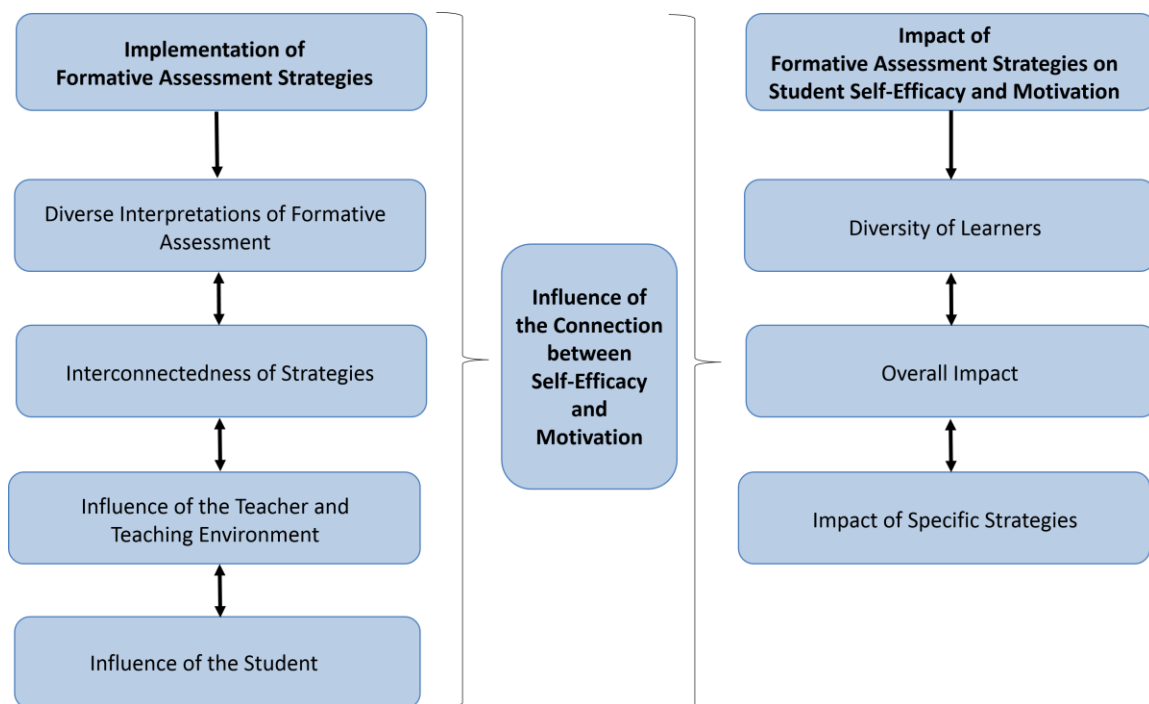 Implementation of
Formative Assessment Strategies
Diverse Interpretations of Formative
Assessment
Interconnectedness of Strategies
Influence of the Teacher and
Teaching Environment
Influence of the Student
Influence of
the Connection
between
Self-Efficacy
and
Motivation
Impact of
Formative Assessment Strategies on
Student Self-Efficacy and Motivation
Diversity of Learners
Overall Impact
Impact of Specific Strategies